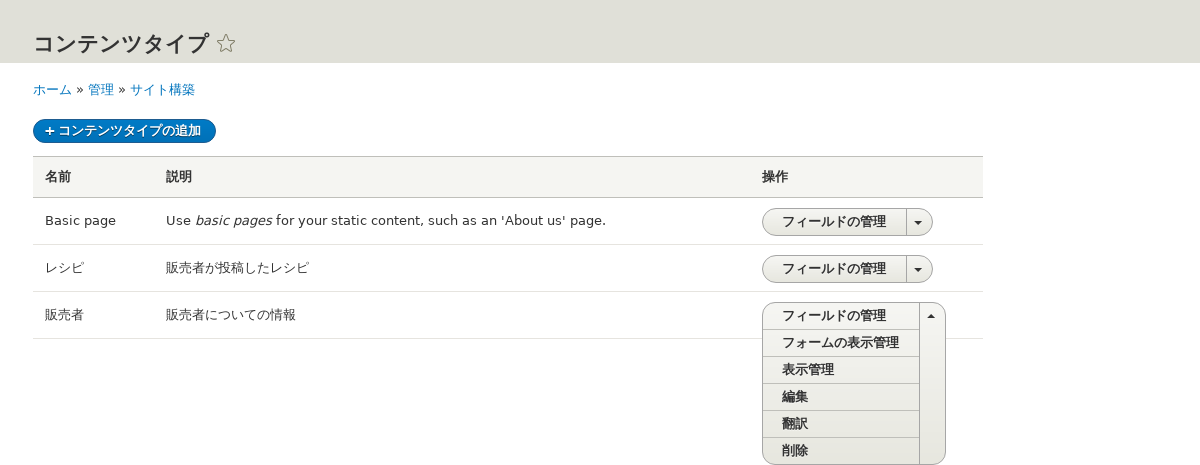 コンテンツタイプ
ホーム » 管理 » サイト構築
+ コンテンツタイプの追加
名前 説明 操作
Basic page Use basic pages for your static content, such as an 'About us' page. フィールドの管理
レシピ 販売者が投稿したレシピ フィールドの管理
販売者 販売者についての情報 フィールドの管理
フォームの表示管理
表示管理
編集
翻訳
削除